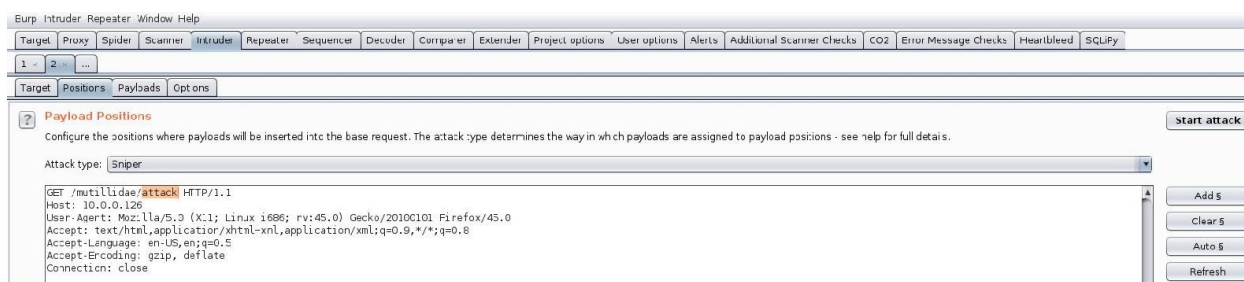 Burp Intruder Repeater Window Help
Target Proxy Spider Scanner Intruder Repeater Sequencer Decoder Comparer Extender Project options User options Alerts Additional Scanner Checks CO2 Error Message Checks Heartbleed SQLiPy
1 × 2 × ...
Target Positions Payloads Options
? Payload Positions
Start attack
Configure the positions where payloads will be inserted into the base request. The attack type determines the way in which payloads are assigned to payload positions - see help for full details.
Attack type: Sniper
GET /mutillidae/attack HTTP/1.1
Host: 10.0.0.126
User-Agent: Mozilla/5.0 (X11; Linux i686; rv:45.0) Gecko/20100101 Firefox/45.0
Accept: text/html,application/xhtml+xml,application/xml;q=0.9,*/*;q=0.8
Accept-Language: en-US,en;q=0.5
Accept-Encoding: gzip, deflate
Connection: close
Add §
Clear §
Auto §
Refresh